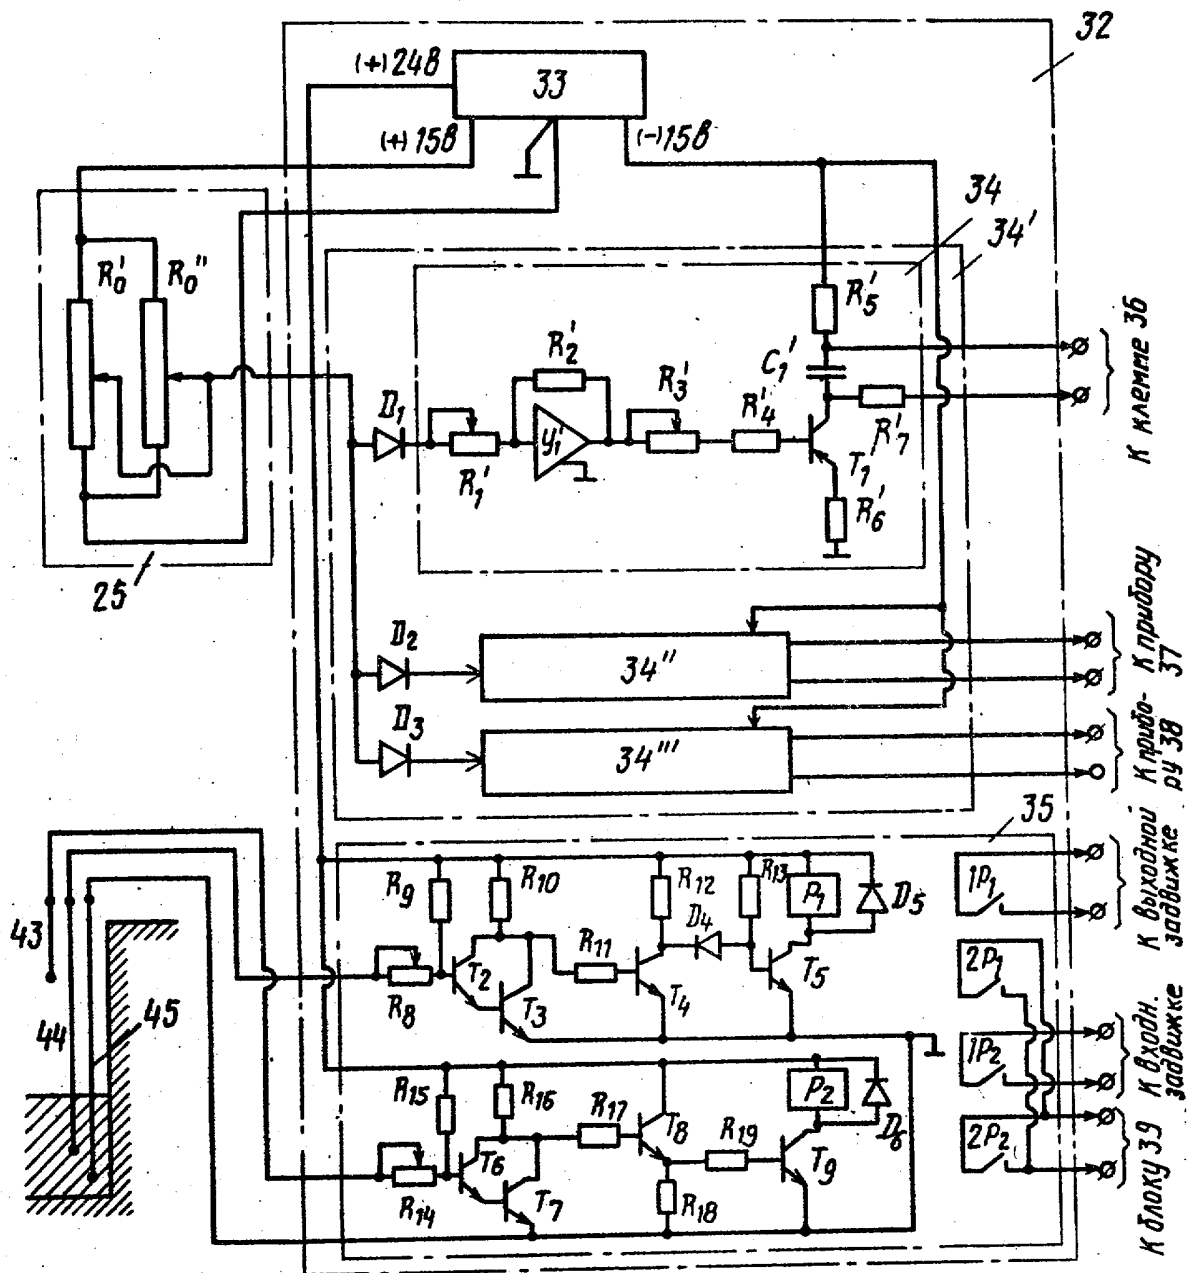 32
(+)24В
33
(+)15В
(-)15В
34
34'
R₀'
R₀"
R₅'
R₂'
C₁'
R₃'
R₄'
D₁
У₁'
R₇'
R₁'
T₁
R₆'
К клемме 36
25
D₂
34"
К прибору
37
D₃
34'''
К прибо-
ру 38
35
R₉
R₁₀
R₁₂
R₁₃
P₁
D₅
1P₁
К выходной
задвижке
D₄
43
R₁₁
T₂
T₅
2P₁
R₈
T₃
T₄
44
45
1P₂
К входн.
задвижке
R₁₅
R₁₆
R₁₇
T₈
P₂
D₆
R₁₉
2P₂
T₆
T₉
R₁₄
T₇
R₁₈
К блоку 39